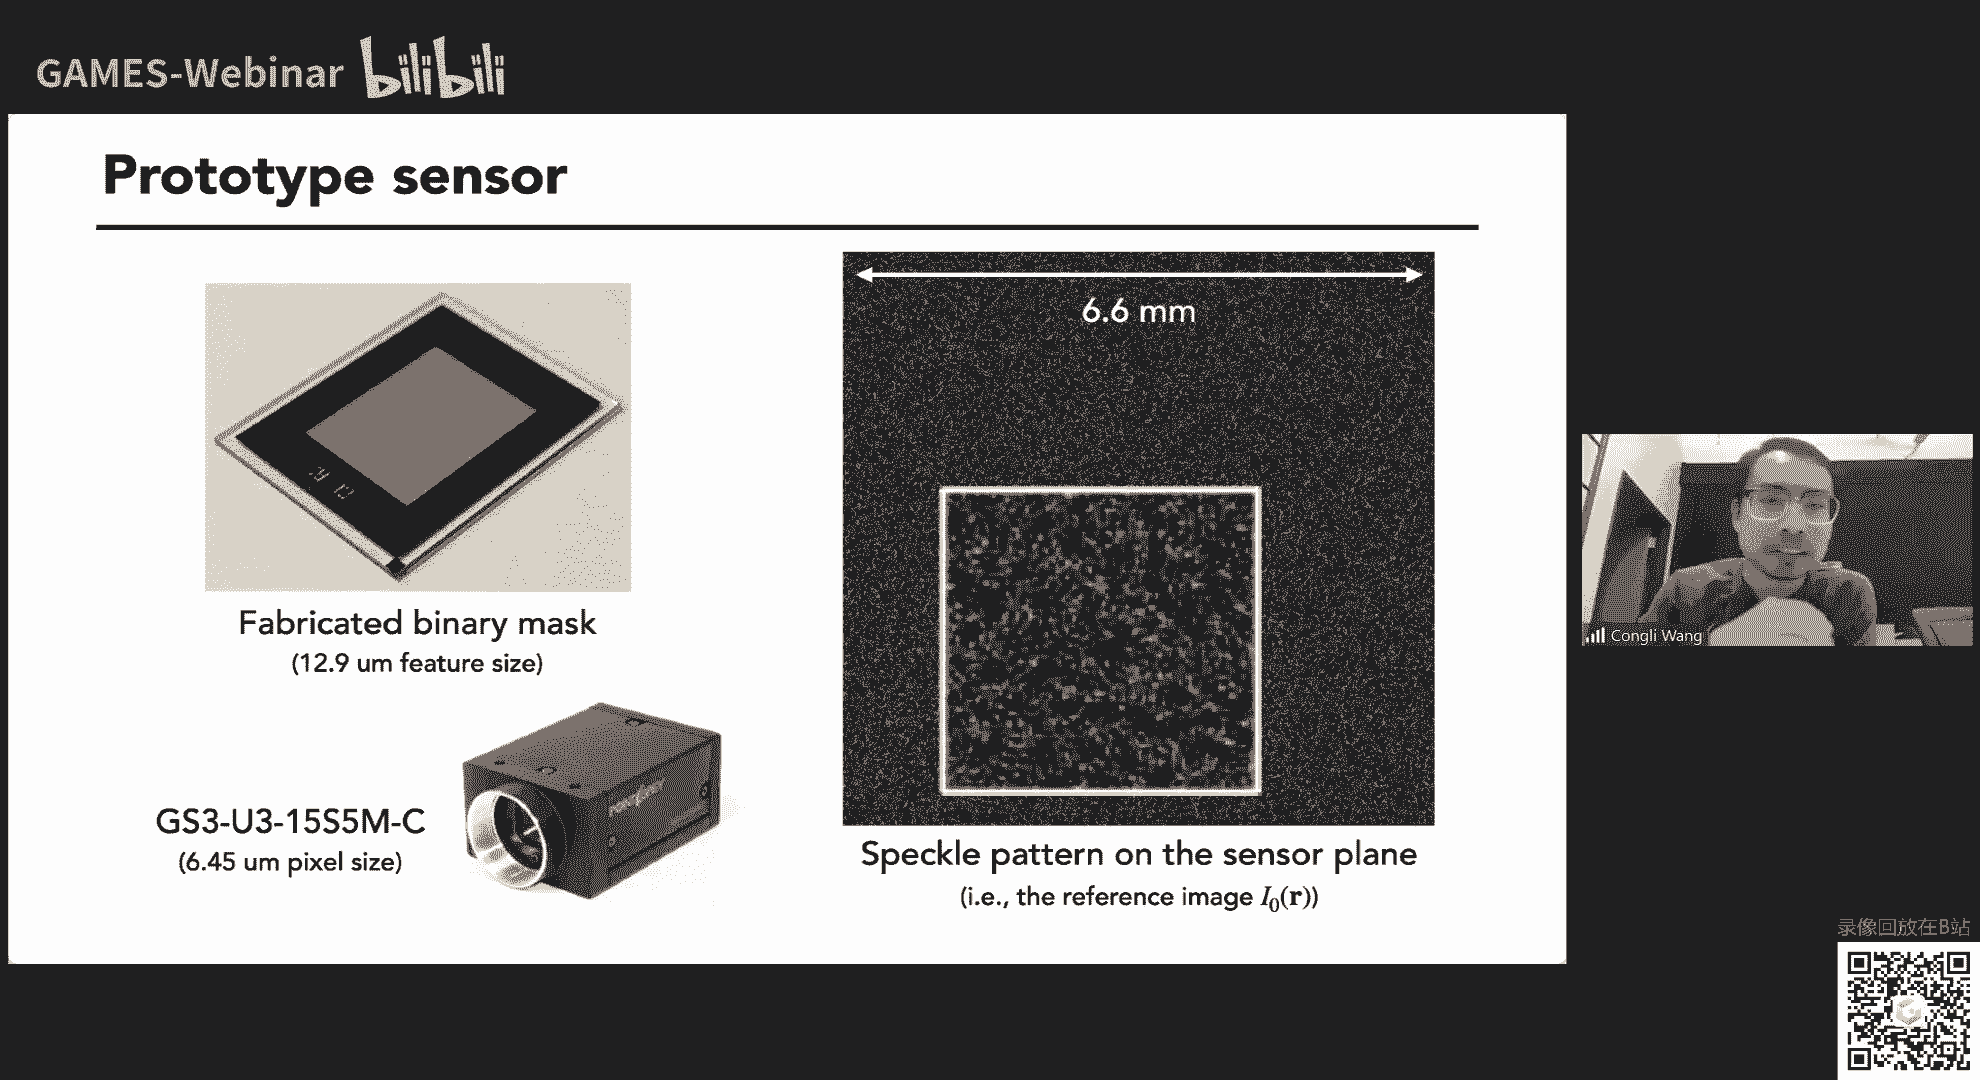 GAMES-Webinar bilibili
Prototype sensor
6.6 mm
Fabricated binary mask
(12.9 um feature size)
GS3-U3-15S5M-C
(6.45 um pixel size)
Speckle pattern on the sensor plane
(i.e., the reference image I₀(r))
Congli Wang
录像回放在B站